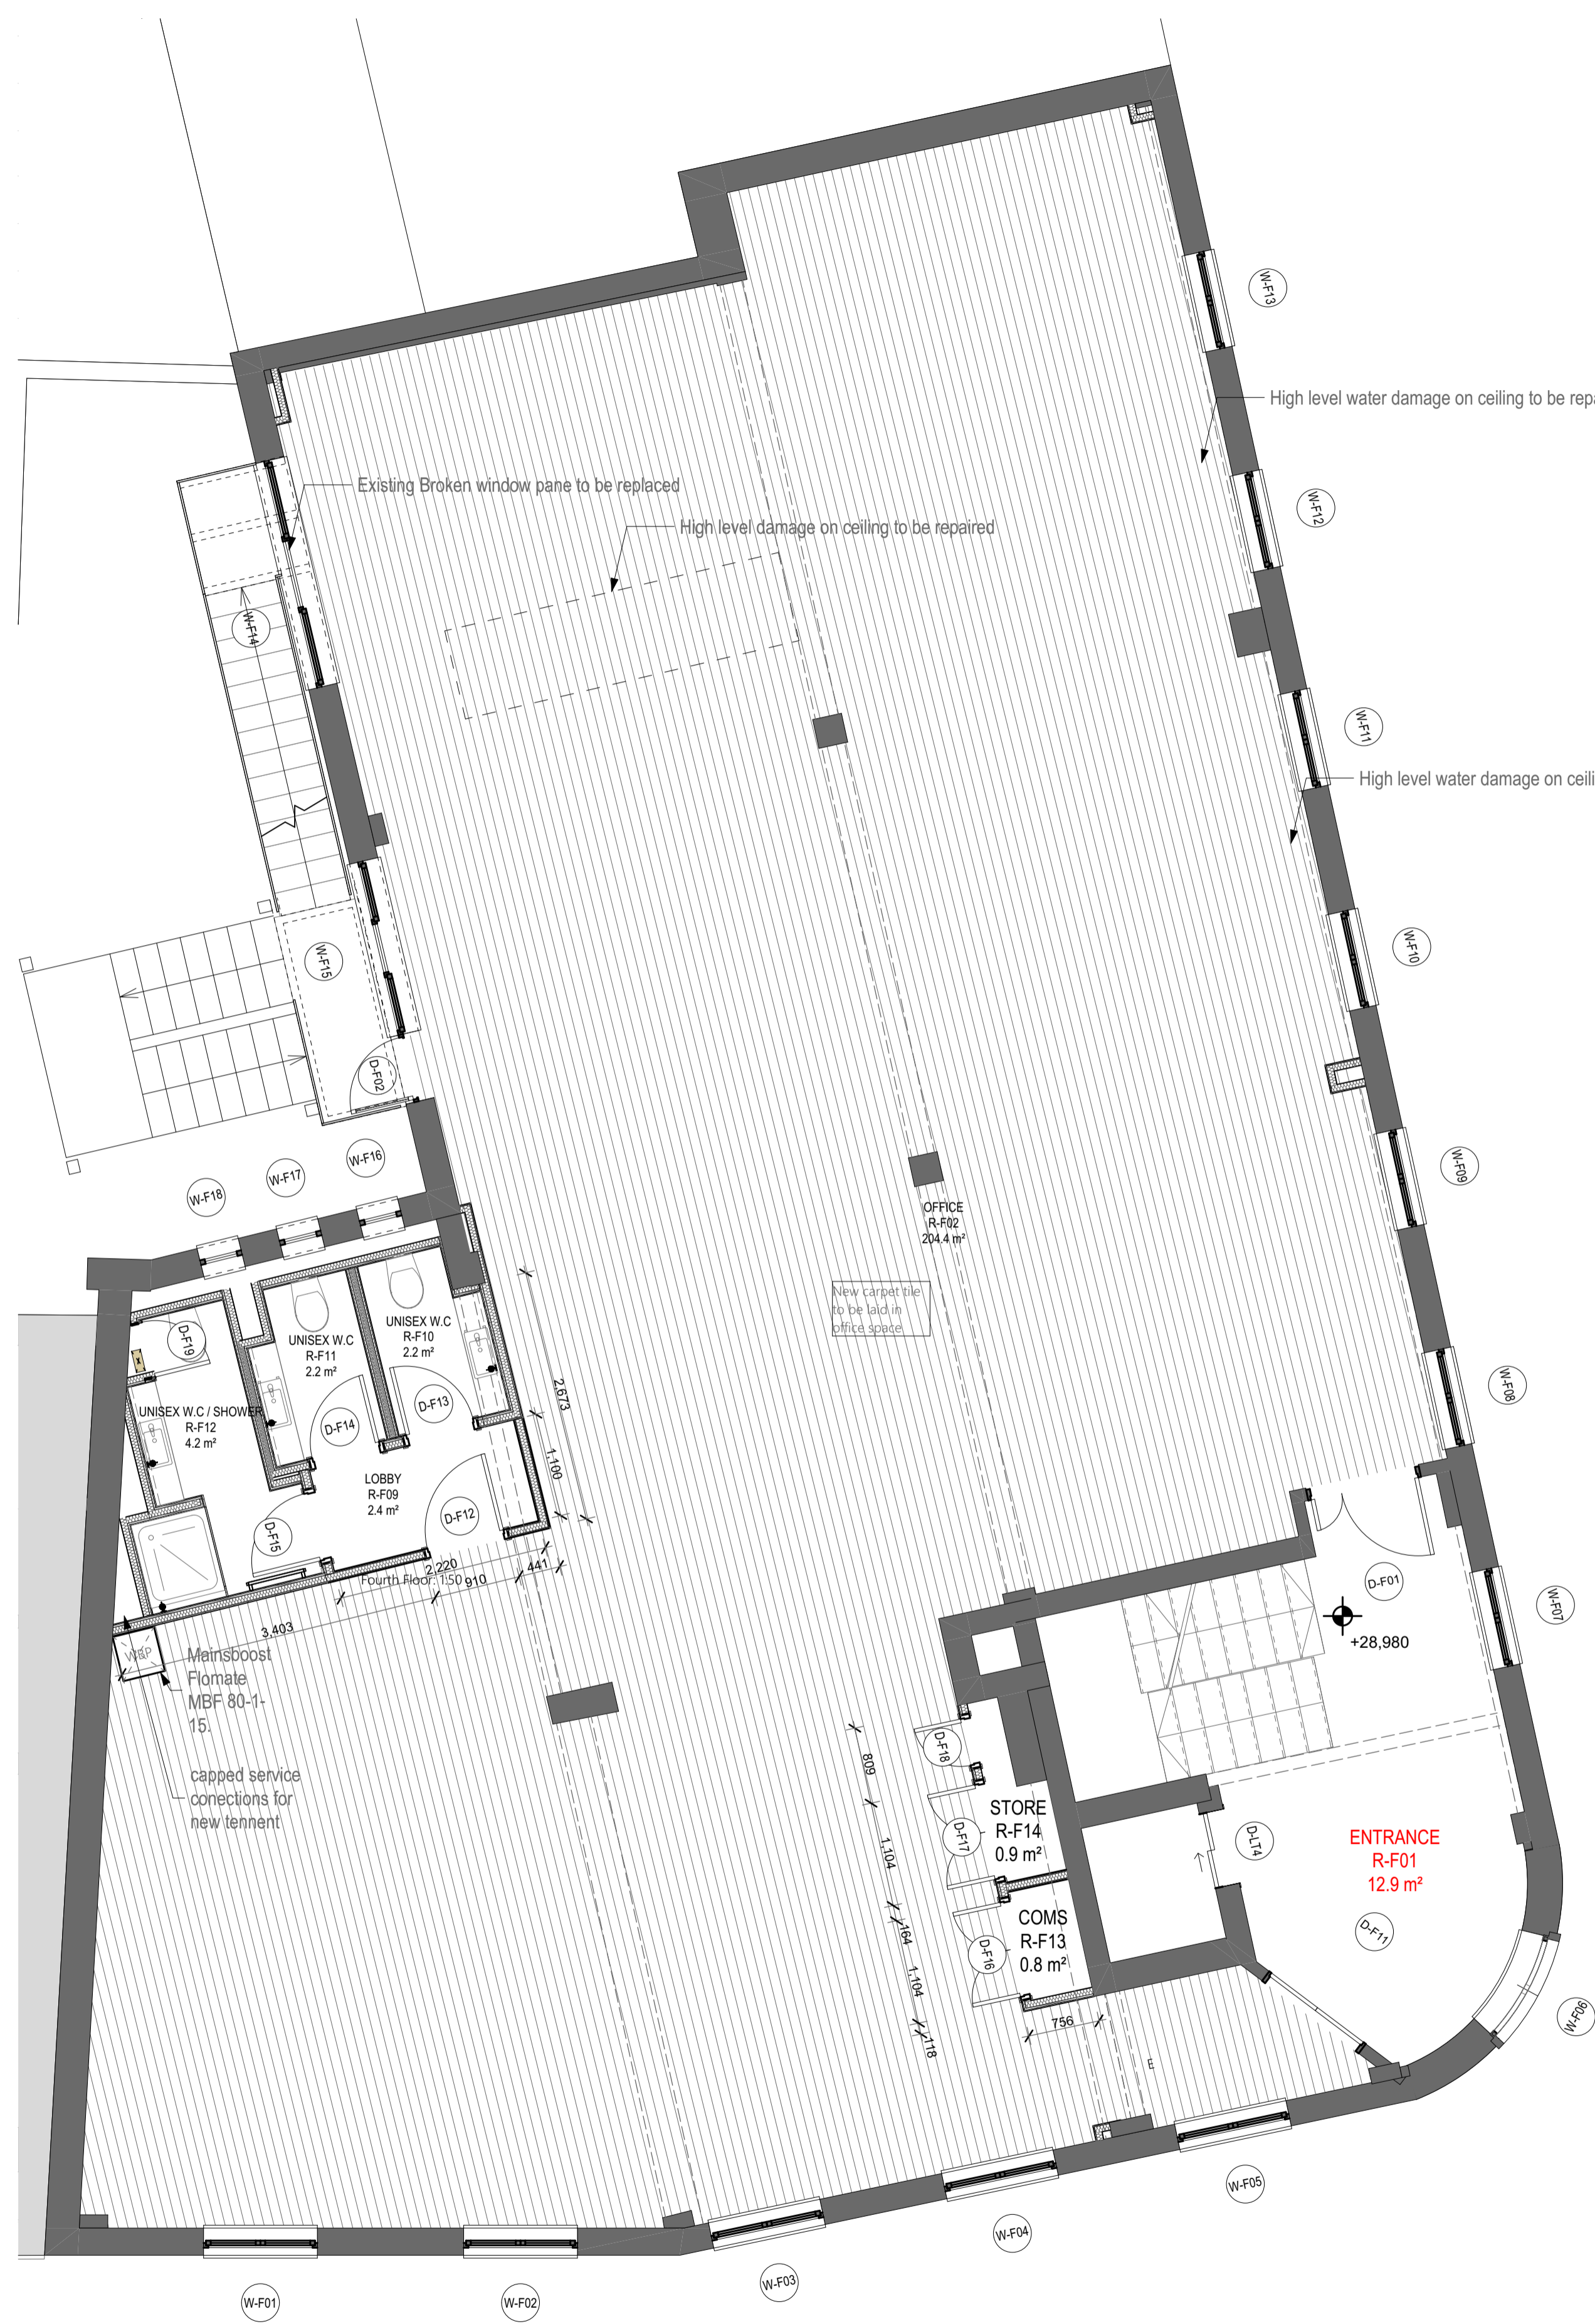 W-F13
High level water damage on ceiling to be rep
Existing Broken window pane to be replaced
High level damage on ceiling to be repaired
W-F12
W-F14
W-F11
High level water damage on ceili
W-F15
W-F10
D-F02
W-F18
W-F17
W-F16
W-F09
OFFICE
R-F02
204.4 m²
New carpet tile
to be laid in
office space
D-F19
UNISEX W.C
R-F11
2.2 m²
UNISEX W.C
R-F10
2.2 m²
W-F08
2,673
UNISEX W.C / SHOWER
R-F12
4.2 m²
D-F14
D-F13
1,100
LOBBY
R-F09
2.4 m²
D-F12
D-F15
2,220
441
Fourth Floor: 1:50
910
D-F01
W-F07
3,403
+28,980
W&P
Mainsboost
Flomate
MBF 80-1-
15.
capped service
conections for
new tennent
D-F18
809
STORE
R-F14
0.9 m²
D-F17
1,104
D-LT4
ENTRANCE
R-F01
12.9 m²
COMS
R-F13
0.8 m²
D-F16
164
D-F11
1,104
756
118
E
W-F06
W-F05
W-F04
W-F03
W-F01
W-F02